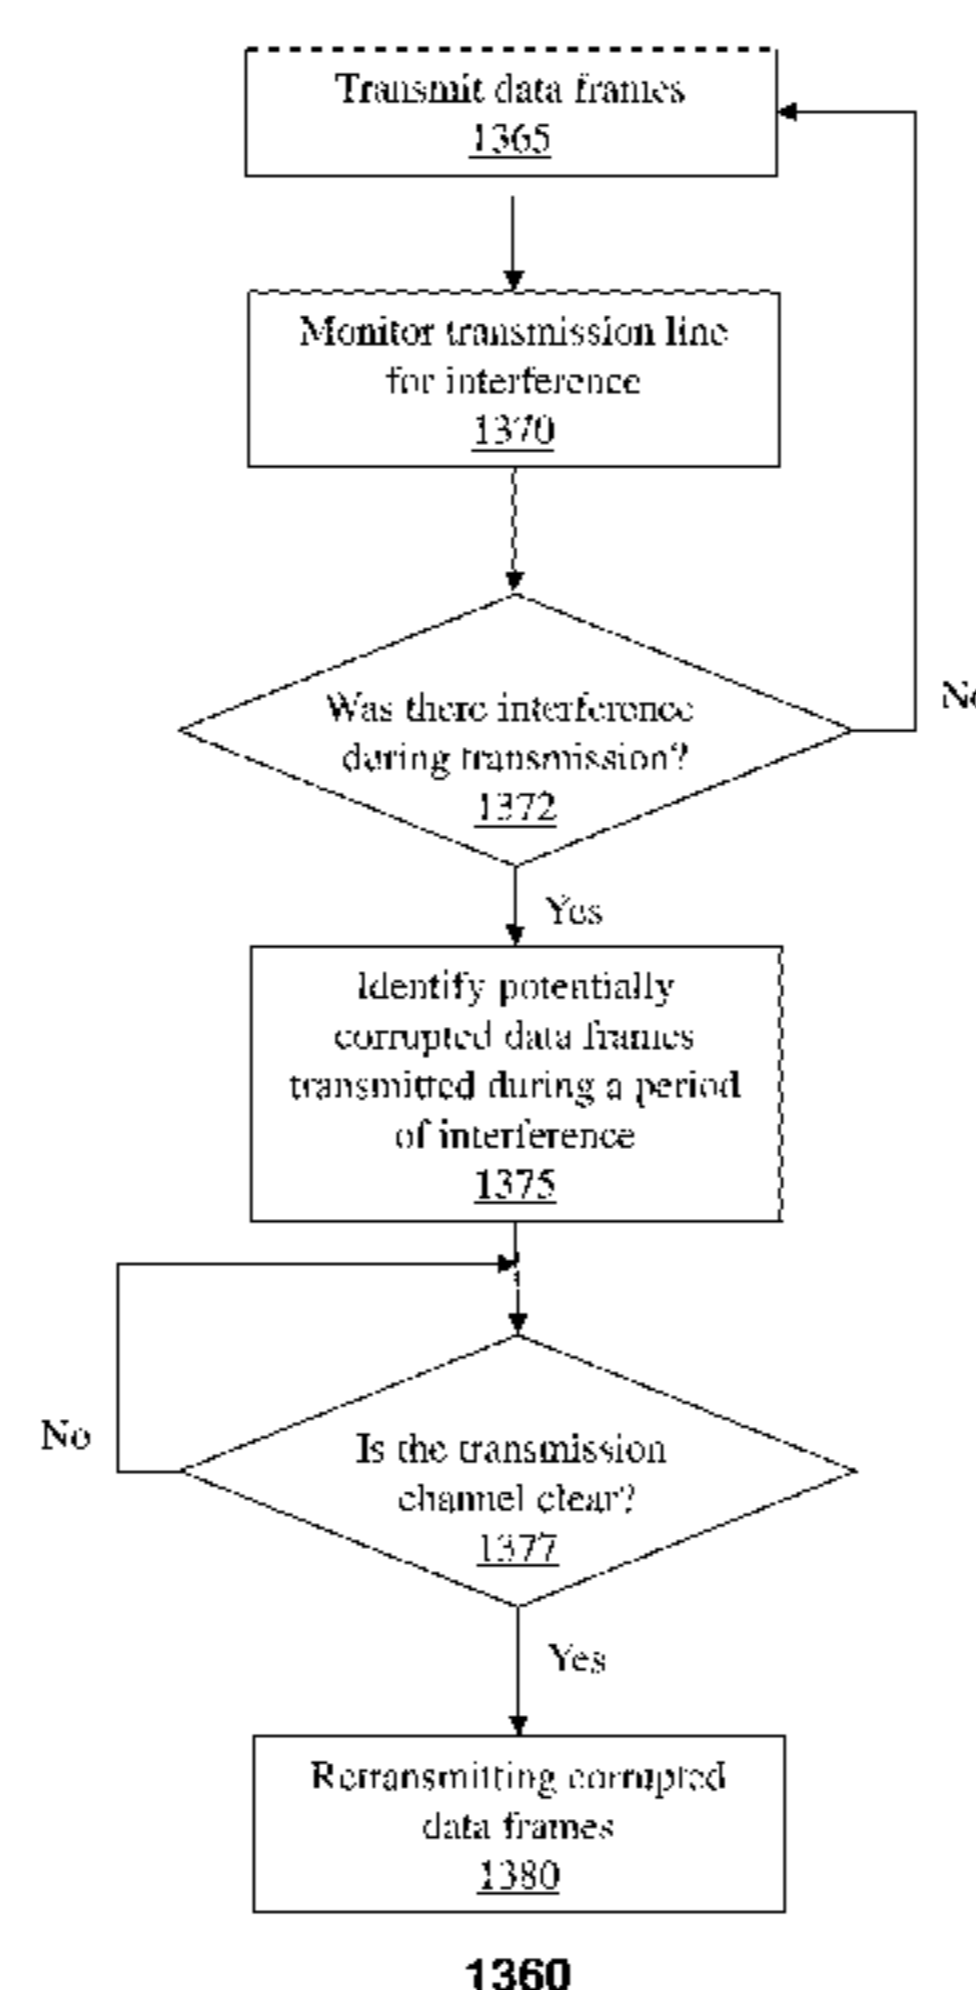 Transmit data frames
1365
Monitor transmission line
for interference
1370
Was there interference
during transmission?
1372
No
Yes
Identify potentially
corrupted data frames
transmitted during a period
of interference
1375
No
Is the transmission
channel clear?
1377
Yes
Retransmitting corrupted
data frames
1380
1360